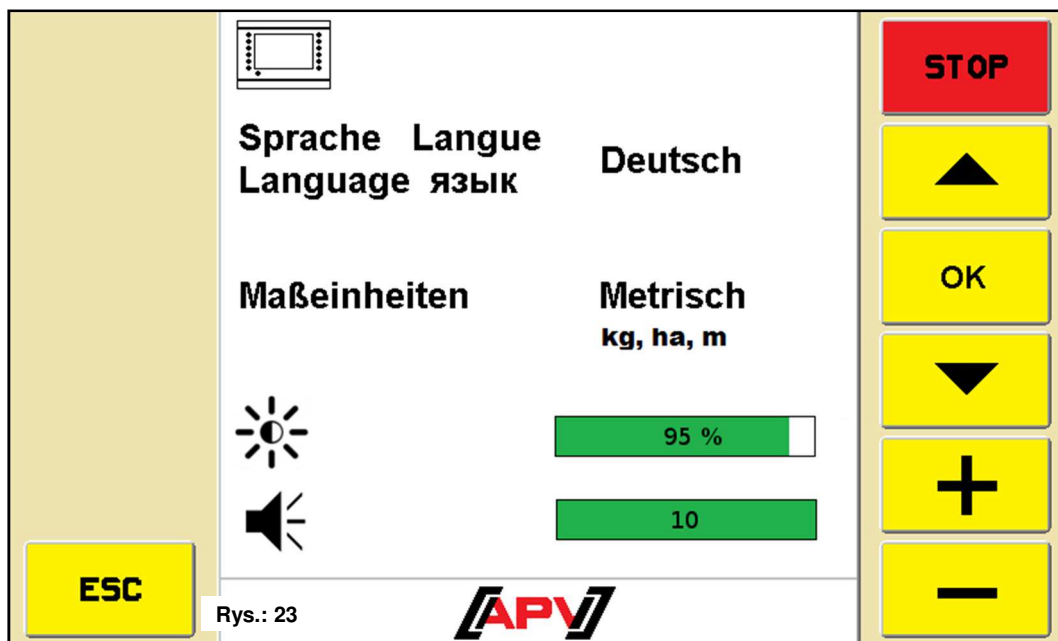 STOP
Sprache Langue
Language язык
Deutsch
OK
Maßeinheiten
Metrisch
kg, ha, m
95 %
10
ESC
Rys.: 23
APV